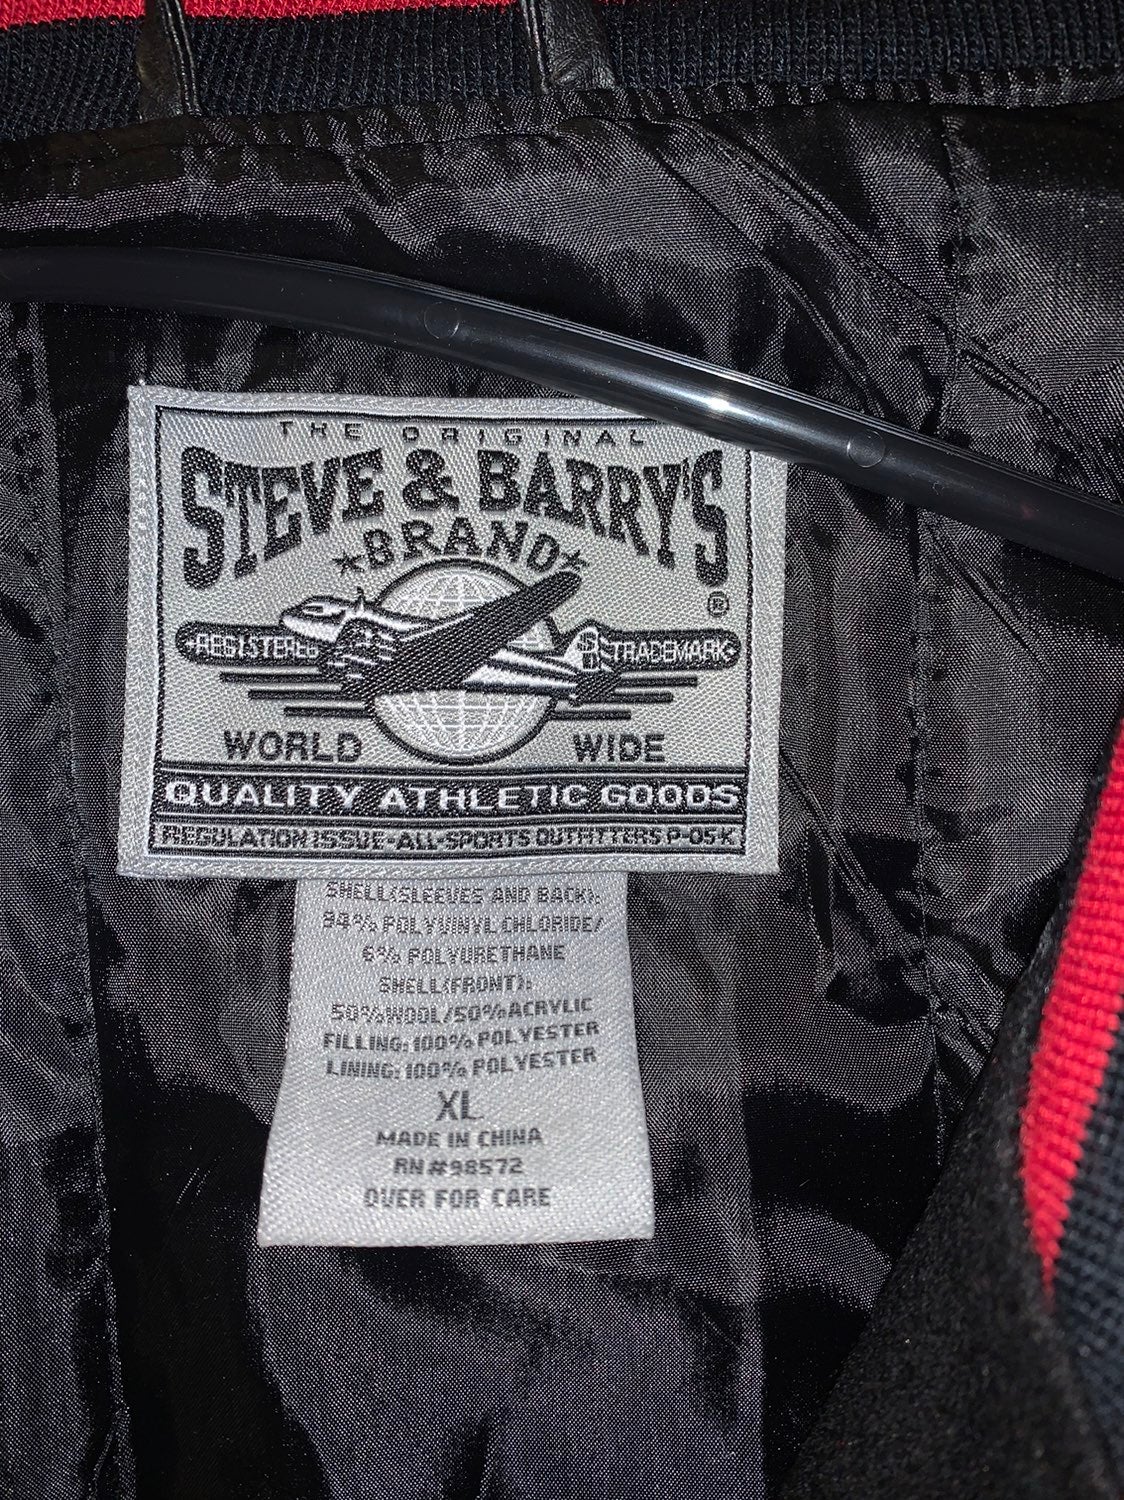 THE ORIGINAL
STEVE & BARRY'S
BRAND
®
REGISTERED TRADEMARK
WORLD WIDE
QUALITY ATHLETIC GOODS
REGULATION ISSUE-ALL-SPORTS OUTFITTERS P-05-K
SHELL(SLEEVES AND BACK):
94% POLYVINYL CHLORIDE/
6% POLYURETHANE
SHELL(FRONT):
50%WOOL/50%ACRYLIC
FILLING:100% POLYESTER
LINING:100% POLYESTER
XL
MADE IN CHINA
RN#98572
OVER FOR CARE